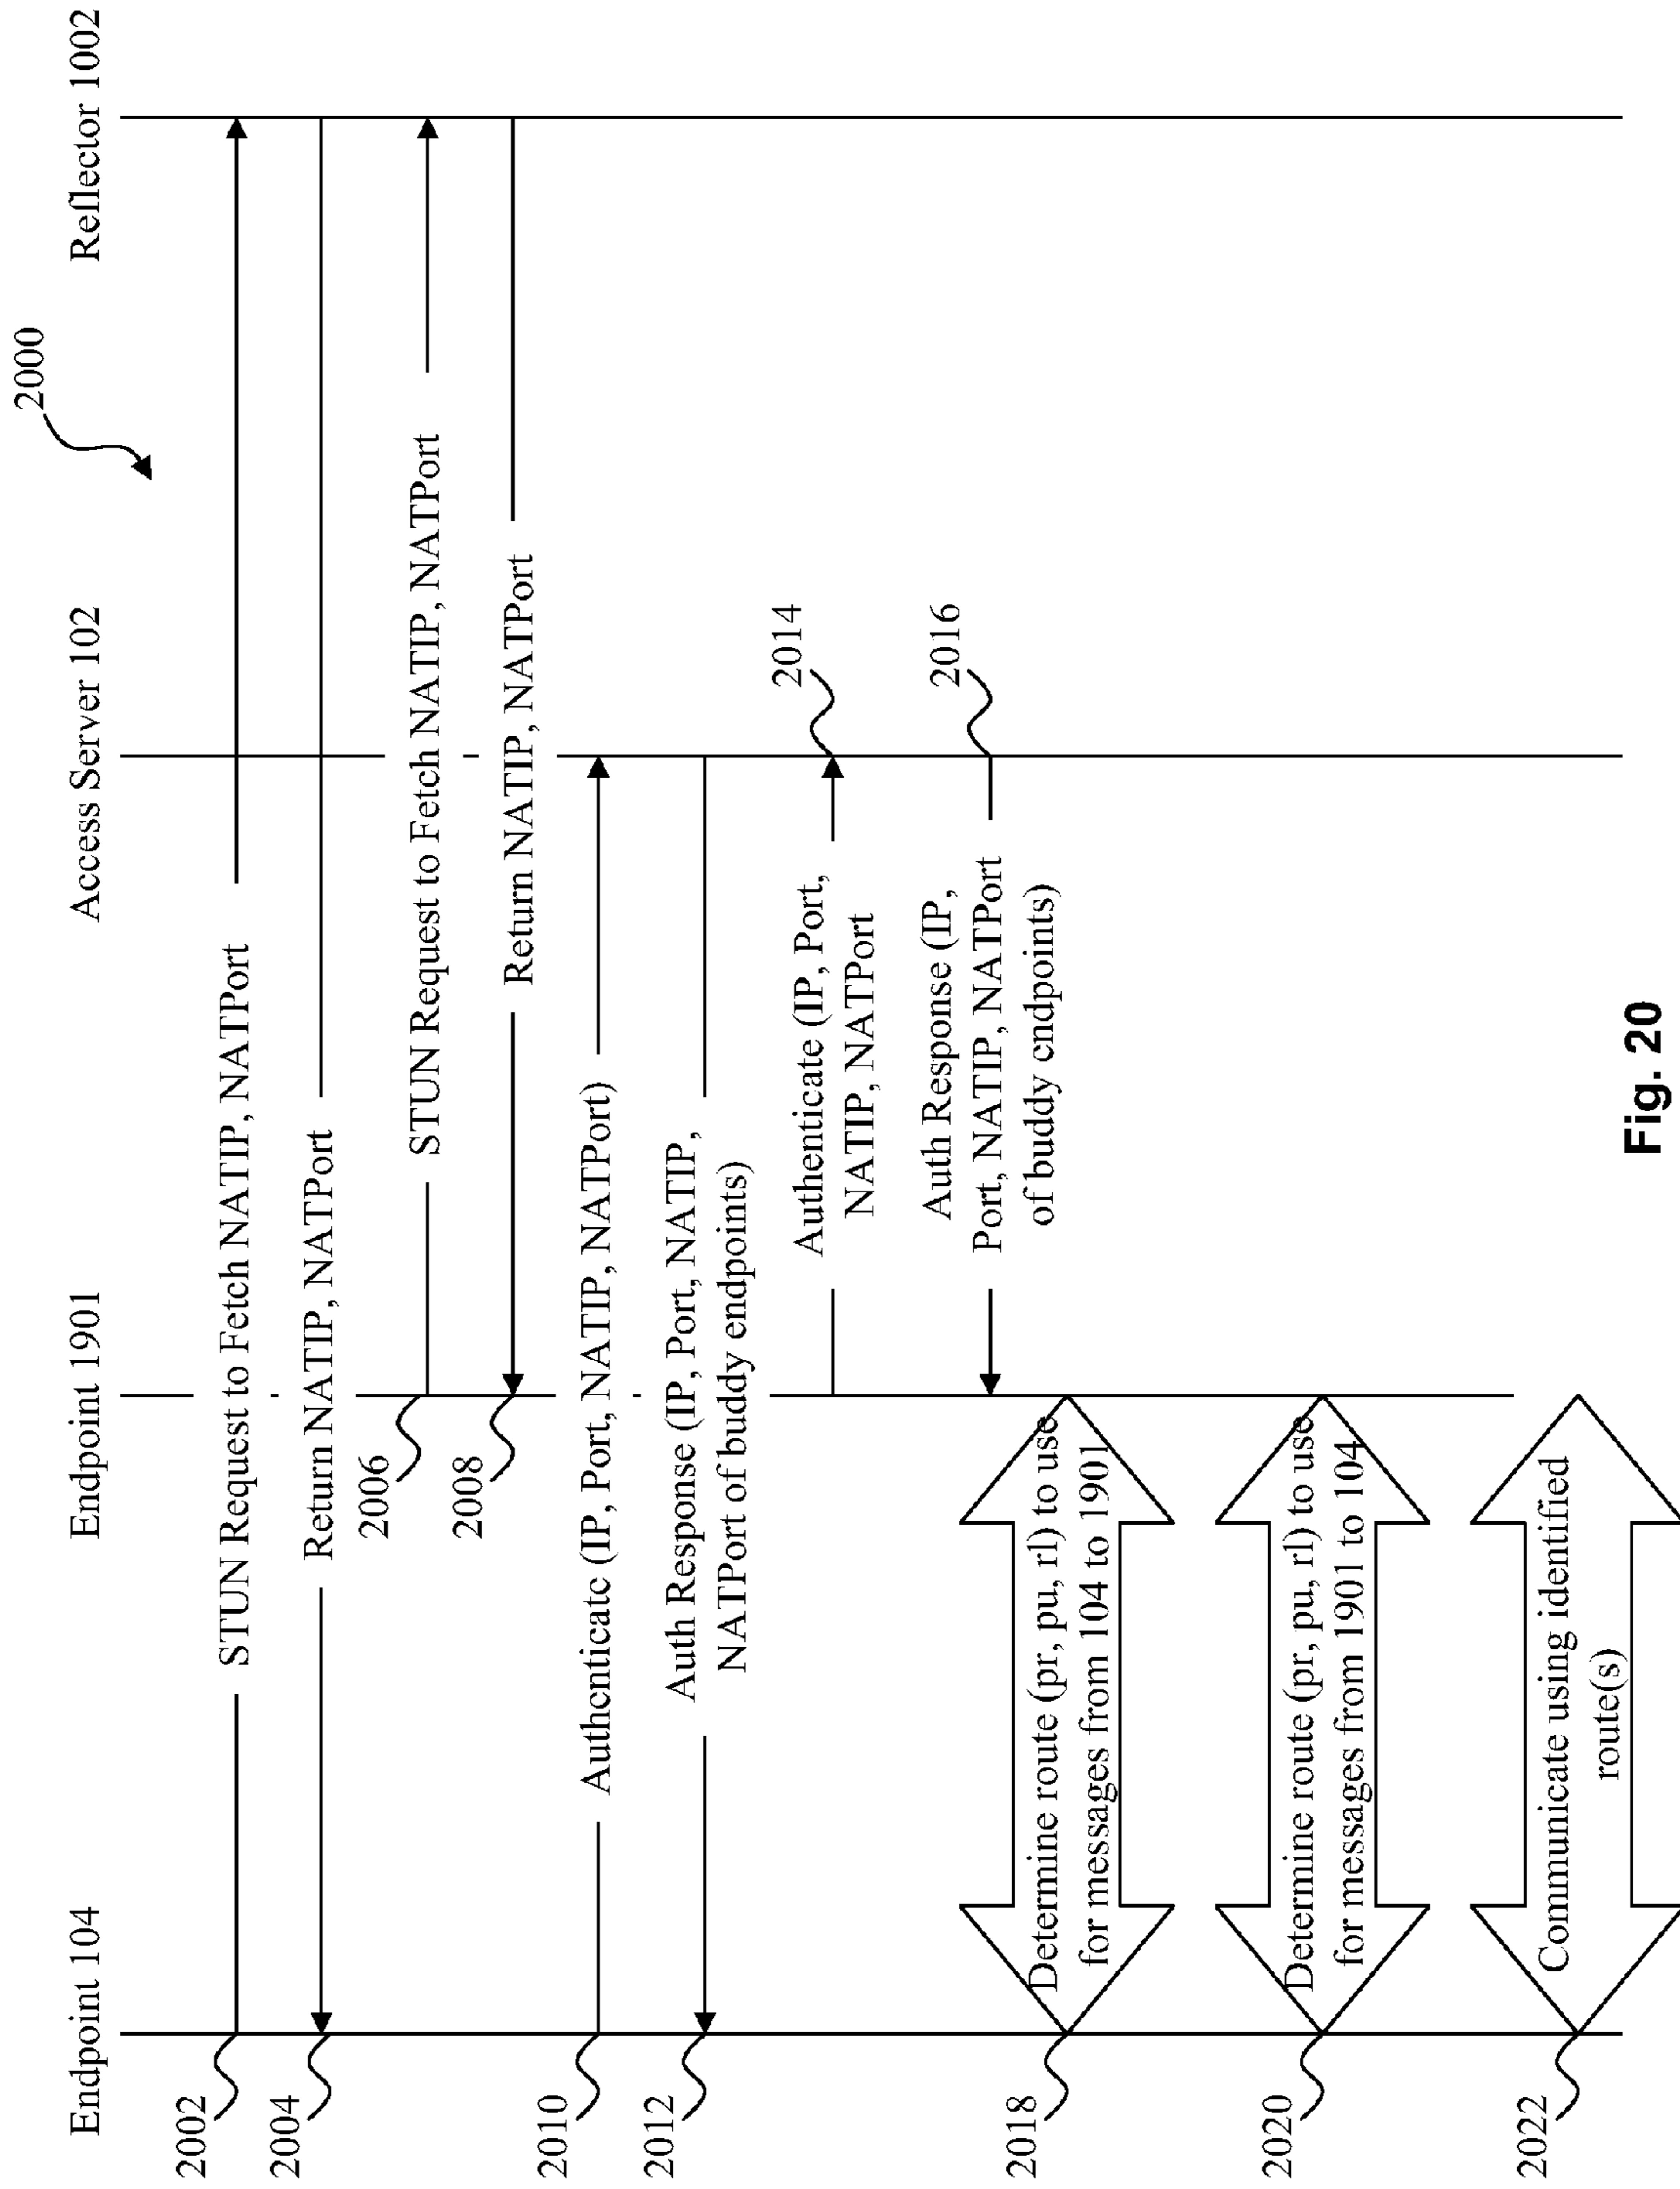 2000
Endpoint 104
Endpoint 1901
Access Server 102
Reflector 1002
2002
STUN Request to Fetch NATIP, NATPort
2004
Return NATIP, NATPort
2006
STUN Request to Fetch NATIP, NATPort
2008
Return NATIP, NATPort
2010
Authenticate (IP, Port, NATIP, NATPort)
2012
Auth Response (IP, Port, NATIP,
NATPort of buddy endpoints)
2014
Authenticate (IP, Port,
NATIP, NATPort
2016
Auth Response (IP,
Port, NATIP, NATPort
of buddy endpoints)
2018
Determine route (pr, pu, rl) to use
for messages from 104 to 1901
2020
Determine route (pr, pu, rl) to use
for messages from 1901 to 104
2022
Communicate using identified
route(s)
Fig. 20